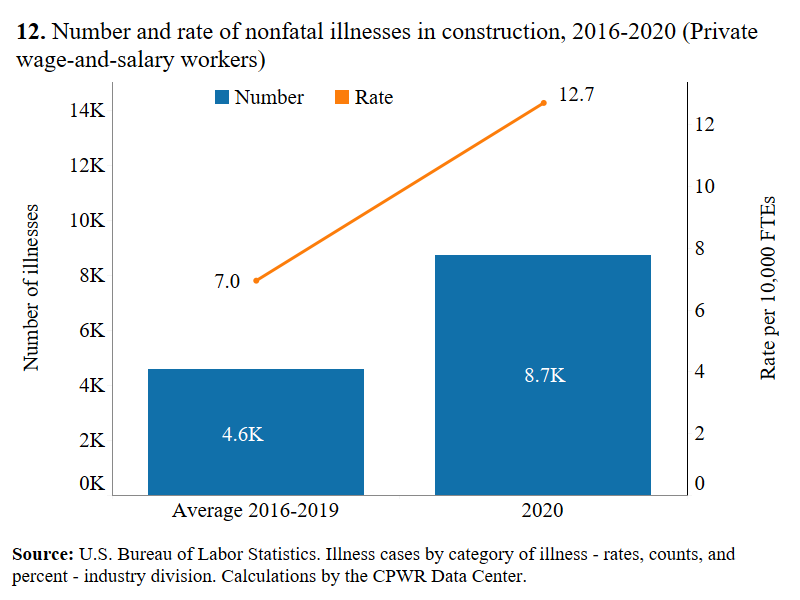 12. Number and rate of nonfatal illnesses in construction, 2016-2020 (Private
wage-and-salary workers)
Number
Rate
14K
12K
10K
8K
6K
4K
2K
0K
Number of illnesses
7.0
12.7
4.6K
8.7K
12
10
8
6
4
2
0
Rate per 10,000 FTEs
Average 2016-2019
2020
Source: U.S. Bureau of Labor Statistics. Illness cases by category of illness - rates, counts, and
percent - industry division. Calculations by the CPWR Data Center.